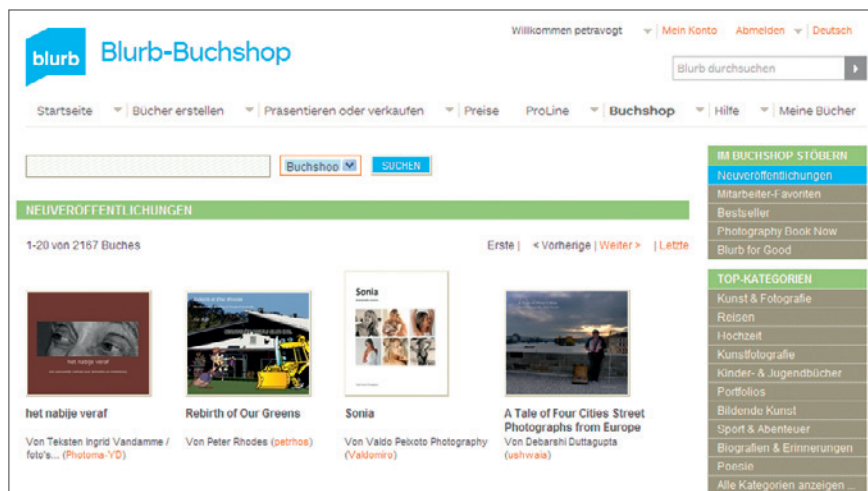 Willkommen petravogt | Mein Konto Abmelden | Deutsch
blurb
Blurb-Buchshop
Blurb durchsuchen
Startseite | Bücher erstellen | Präsentieren oder verkaufen | Preise ProLine | Buchshop | Hilfe | Meine Bücher
Buchshop SUCHEN
NEUVERÖFFENTLICHUNGEN
1-20 von 2167 Buches Erste | < Vorherige | Weiter > | Letzte
Sonia
het nabije veraf
het nabije veraf
Von Teksten Ingrid Vandamme /
foto's... (Photoma-YD)
Rebirth of Our Greens
Von Peter Rhodes (petrhos)
Sonia
Von Valdo Peixoto Photography
(Valdomiro)
A Tale of Four Cities Street
Photographs from Europe
Von Debarshi Duttagupta
(ushwaia)
IM BUCHSHOP STÖBERN
Neuveröffentlichungen
Mitarbeiter-Favoriten
Bestseller
Photography Book Now
Blurb for Good
TOP-KATEGORIEN
Kunst & Fotografie
Reisen
Hochzeit
Kunstfotografie
Kinder- & Jugendbücher
Portfolios
Bildende Kunst
Sport & Abenteuer
Biografien & Erinnerungen
Poesie
Alle Kategorien anzeigen ...